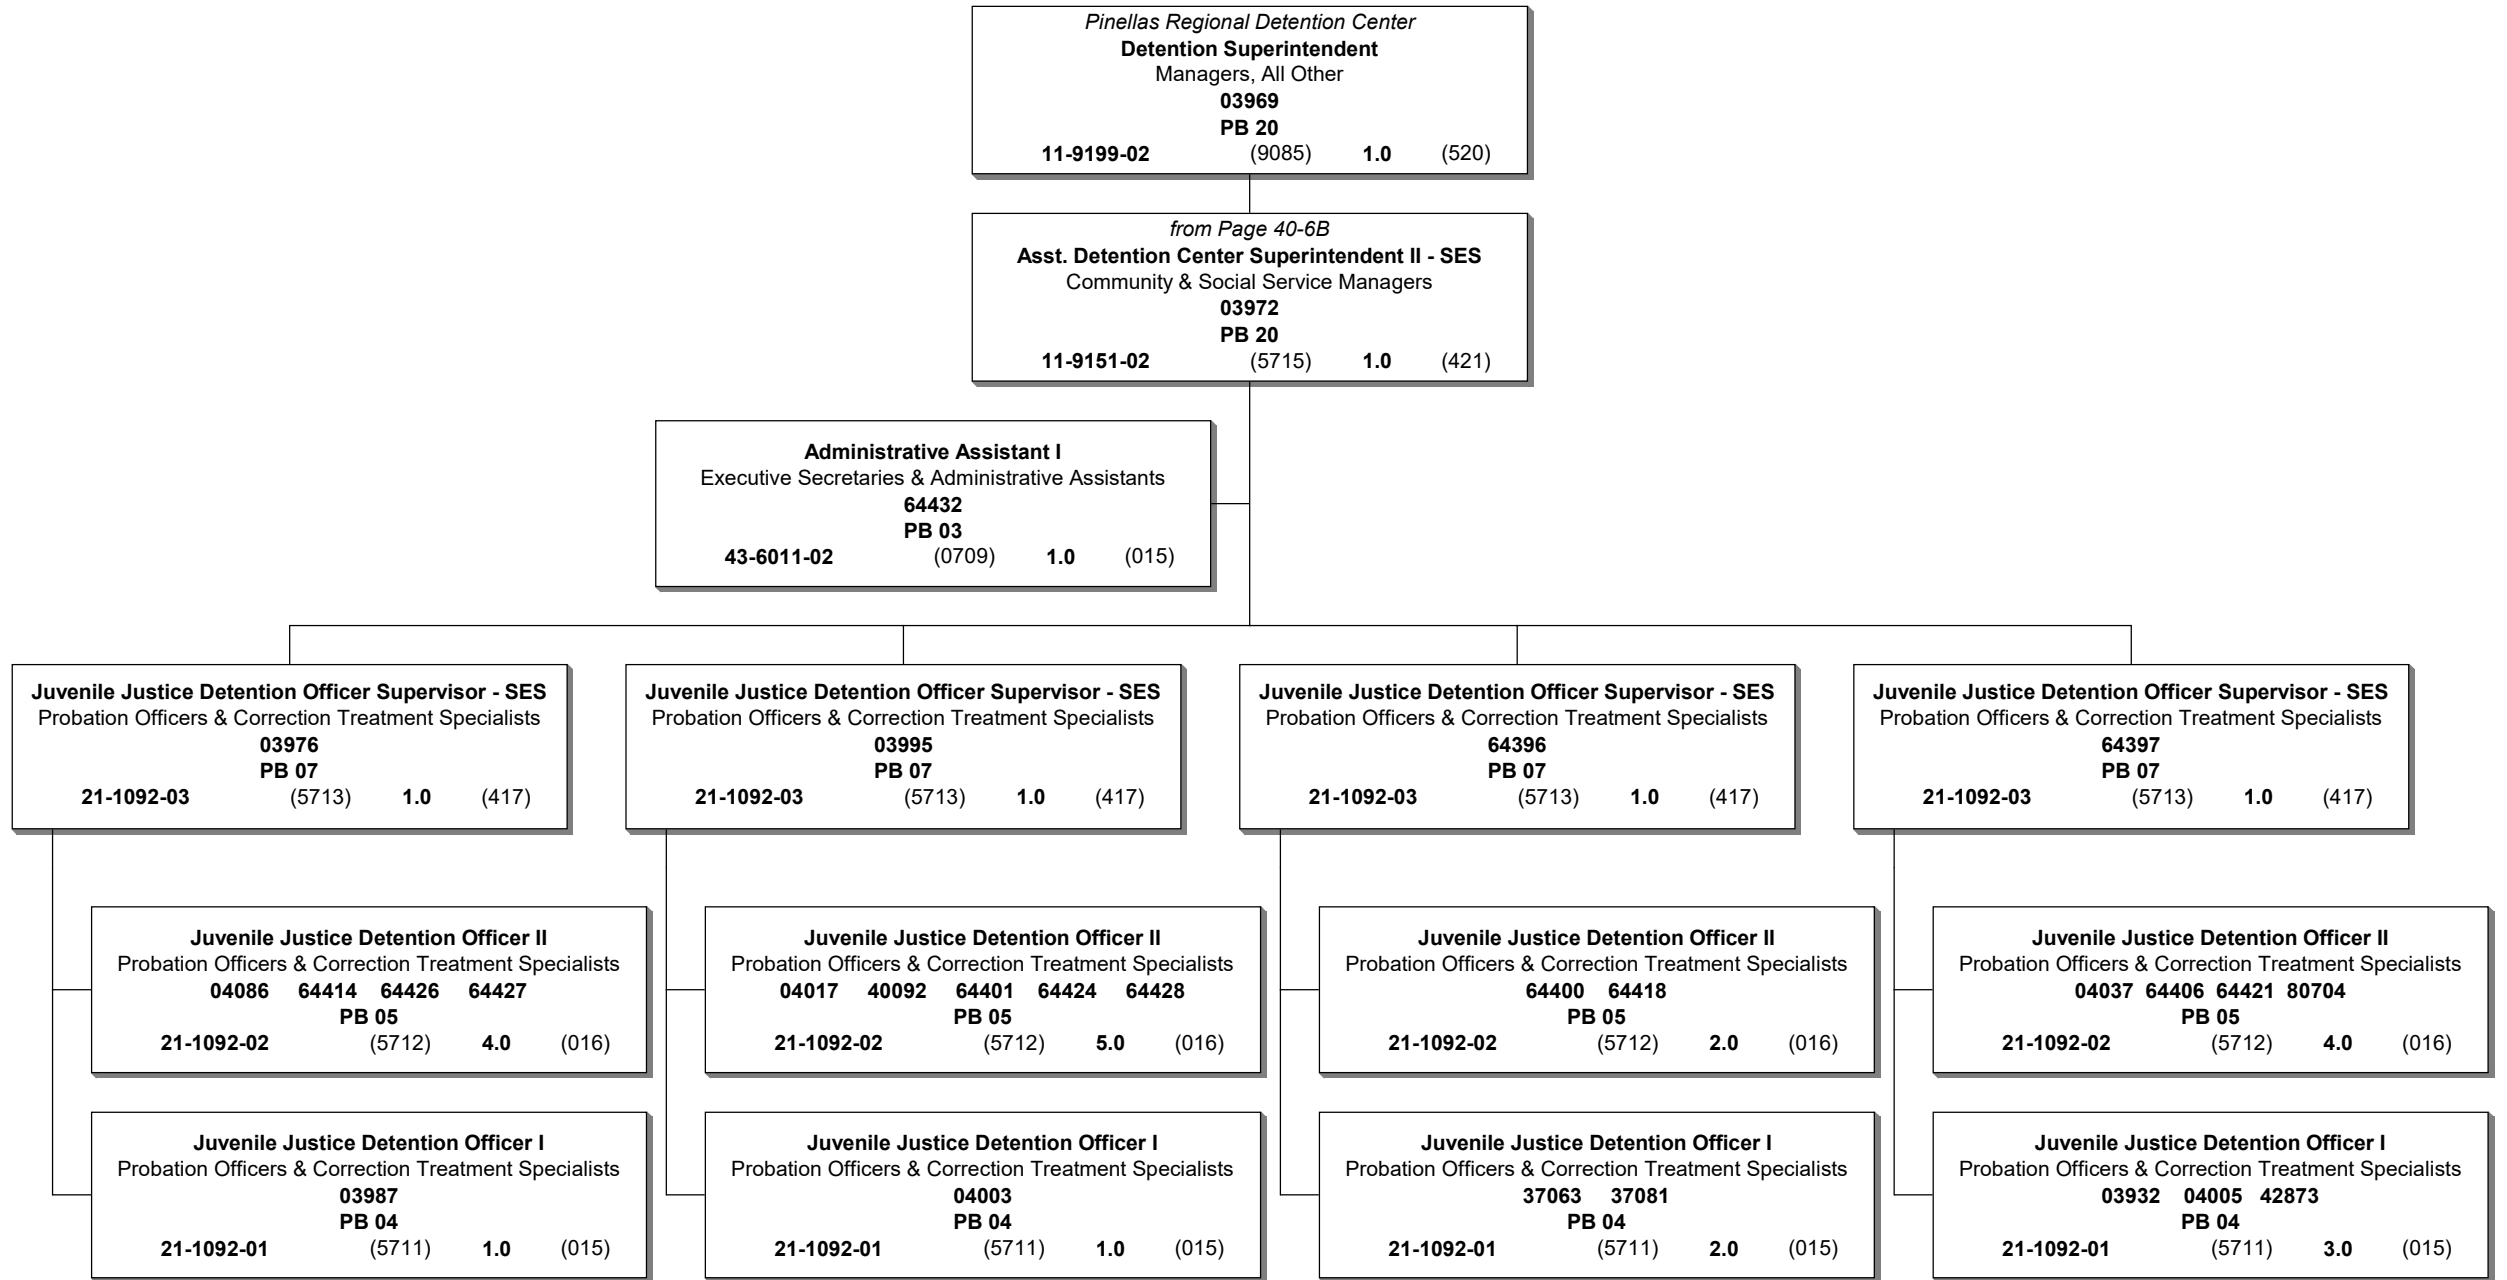 Pinellas Regional Detention Center
Detention Superintendent
Managers, All Other
03969
PB 20
11-9199-02 (9085) 1.0 (520)
from Page 40-6B
Asst. Detention Center Superintendent II - SES
Community & Social Service Managers
03972
PB 20
11-9151-02 (5715) 1.0 (421)
Administrative Assistant I
Executive Secretaries & Administrative Assistants
64432
PB 03
43-6011-02 (0709) 1.0 (015)
Juvenile Justice Detention Officer Supervisor - SES
Probation Officers & Correction Treatment Specialists
03976
PB 07
21-1092-03 (5713) 1.0 (417)
Juvenile Justice Detention Officer Supervisor - SES
Probation Officers & Correction Treatment Specialists
03995
PB 07
21-1092-03 (5713) 1.0 (417)
Juvenile Justice Detention Officer Supervisor - SES
Probation Officers & Correction Treatment Specialists
64396
PB 07
21-1092-03 (5713) 1.0 (417)
Juvenile Justice Detention Officer Supervisor - SES
Probation Officers & Correction Treatment Specialists
64397
PB 07
21-1092-03 (5713) 1.0 (417)
Juvenile Justice Detention Officer II
Probation Officers & Correction Treatment Specialists
04086 64414 64426 64427
PB 05
21-1092-02 (5712) 4.0 (016)
Juvenile Justice Detention Officer II
Probation Officers & Correction Treatment Specialists
04017 40092 64401 64424 64428
PB 05
21-1092-02 (5712) 5.0 (016)
Juvenile Justice Detention Officer II
Probation Officers & Correction Treatment Specialists
64400 64418
PB 05
21-1092-02 (5712) 2.0 (016)
Juvenile Justice Detention Officer II
Probation Officers & Correction Treatment Specialists
04037 64406 64421 80704
PB 05
21-1092-02 (5712) 4.0 (016)
Juvenile Justice Detention Officer I
Probation Officers & Correction Treatment Specialists
03987
PB 04
21-1092-01 (5711) 1.0 (015)
Juvenile Justice Detention Officer I
Probation Officers & Correction Treatment Specialists
04003
PB 04
21-1092-01 (5711) 1.0 (015)
Juvenile Justice Detention Officer I
Probation Officers & Correction Treatment Specialists
37063 37081
PB 04
21-1092-01 (5711) 2.0 (015)
Juvenile Justice Detention Officer I
Probation Officers & Correction Treatment Specialists
03932 04005 42873
PB 04
21-1092-01 (5711) 3.0 (015)